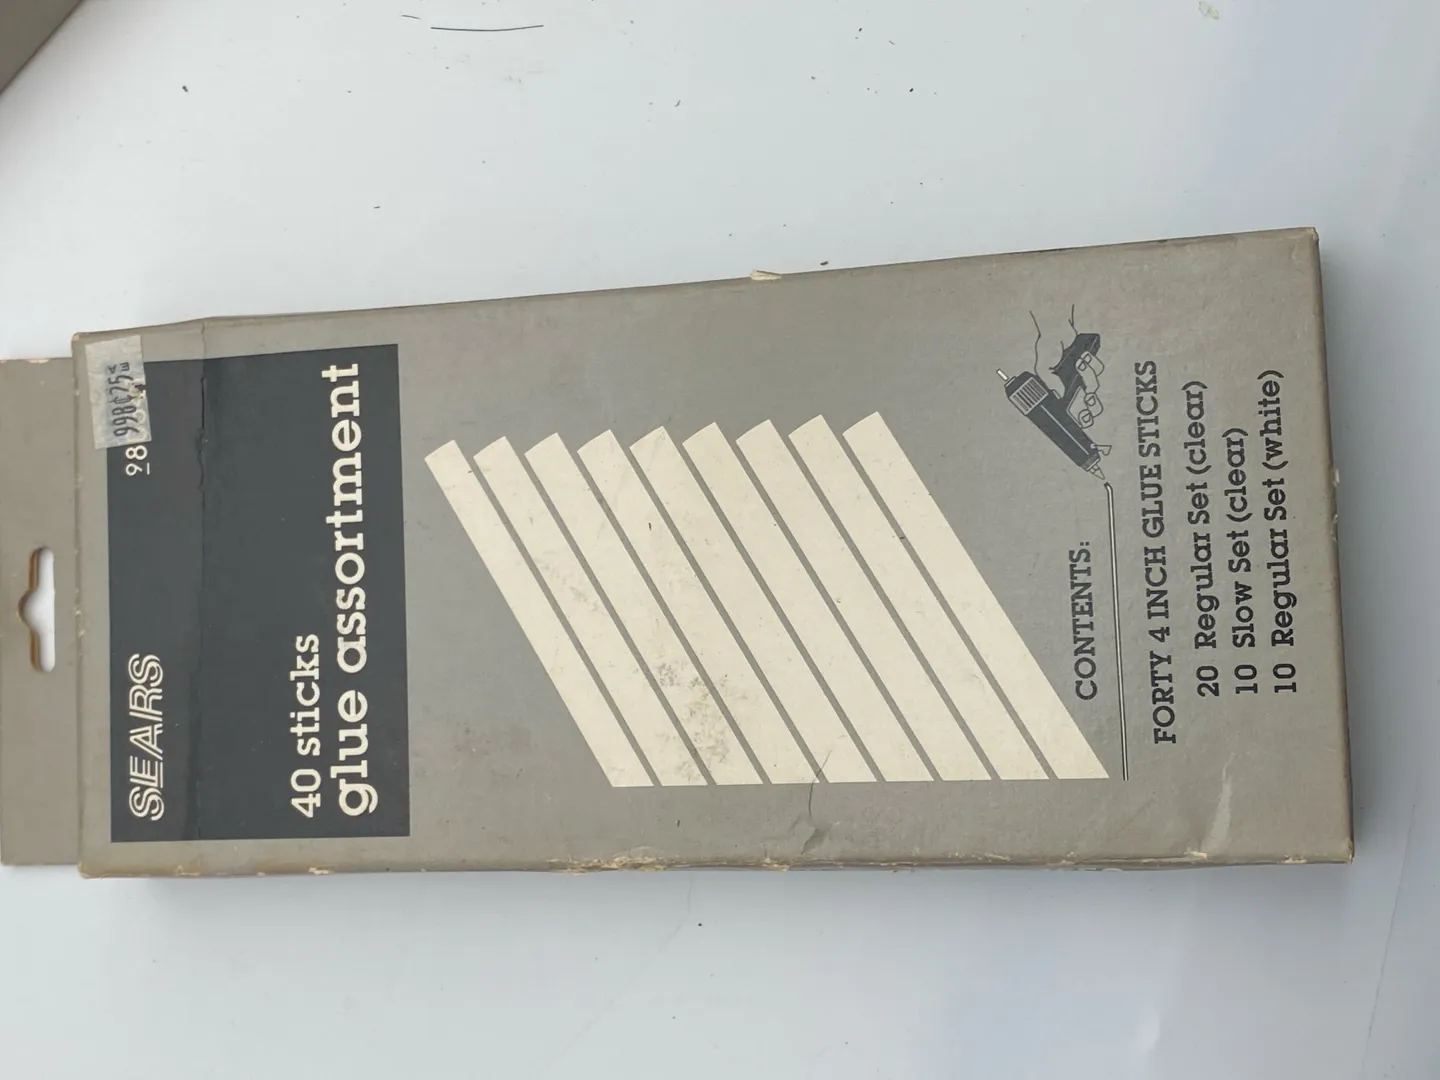 SEARS
40 sticks
glue assortment
CONTENTS:
FORTY 4 INCH GLUE STICKS
20 Regular Set (clear)
10 Slow Set (clear)
10 Regular Set (white)